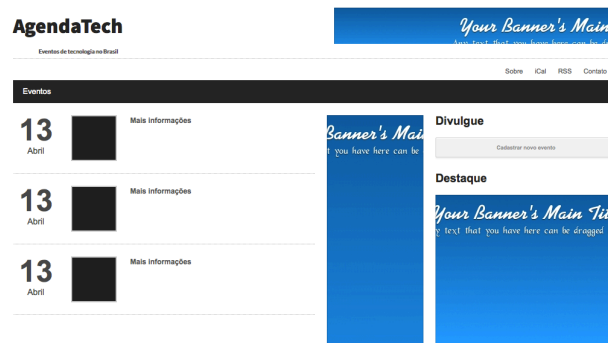 AgendaTech
Eventos de tecnologia no Brasil
Your Banner's Main
Any text that you have here can be
Sobre iCal RSS Contato
Eventos
13
Abril
Mais informações
13
Abril
Mais informações
13
Abril
Mais informações
Banner's Mai
t you have here can be
Divulgue
Cadastrar novo evento
Destaque
Your Banner's Main Tit
y text that you have here can be dragged